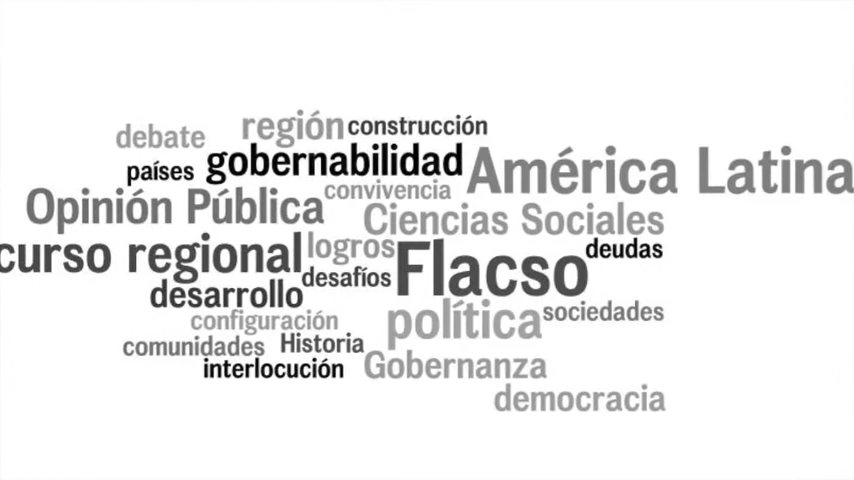 debate
región
construcción
países
gobernabilidad
América Latina
convivencia
Opinión Pública
Ciencias Sociales
curso regional
logros
Flacso
deudas
desafíos
desarrollo
configuración
política
sociedades
comunidades
Historia
interlocución
Gobernanza
democracia